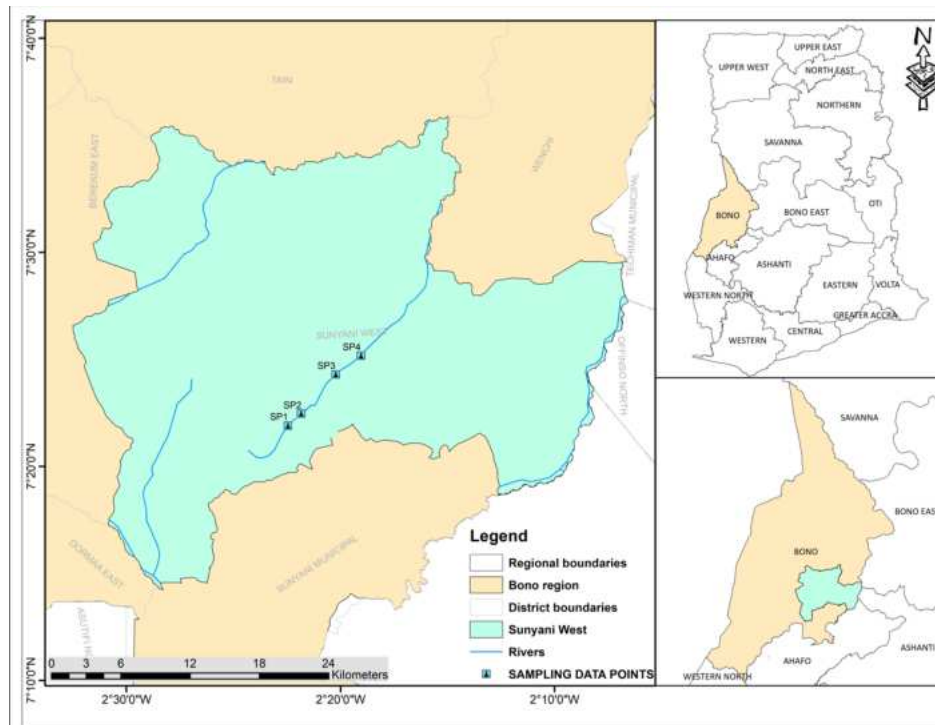 7°40'0"N
7°30'0"N
7°20'0"N
7°10'0"N
TAIN
BEREKUM EAST
WENCHI
TECHIMAN MUNICIPAL
OFFINSO NORTH
SUNYANI WEST
SP4
SP3
SP2
SP1
DORMAA EAST
SUNYANI MUNICIPAL
Legend
Regional boundaries
Bono region
District boundaries
Sunyani West
Rivers
SAMPLING DATA POINTS
0 3 6 12 18 24
Kilometers
2°30'0"W 2°20'0"W 2°10'0"W
N
UPPER EAST
UPPER WEST
NORTH EAST
NORTHERN
SAVANNA
OTI
BONO
BONO EAST
AHAFO
ASHANTI
EASTERN
VOLTA
WESTERN NORTH
GREATER ACCRA
CENTRAL
WESTERN
SAVANNA
BONO EAS
BONO
ASHANTI
AHAFO
WESTERN NORTH